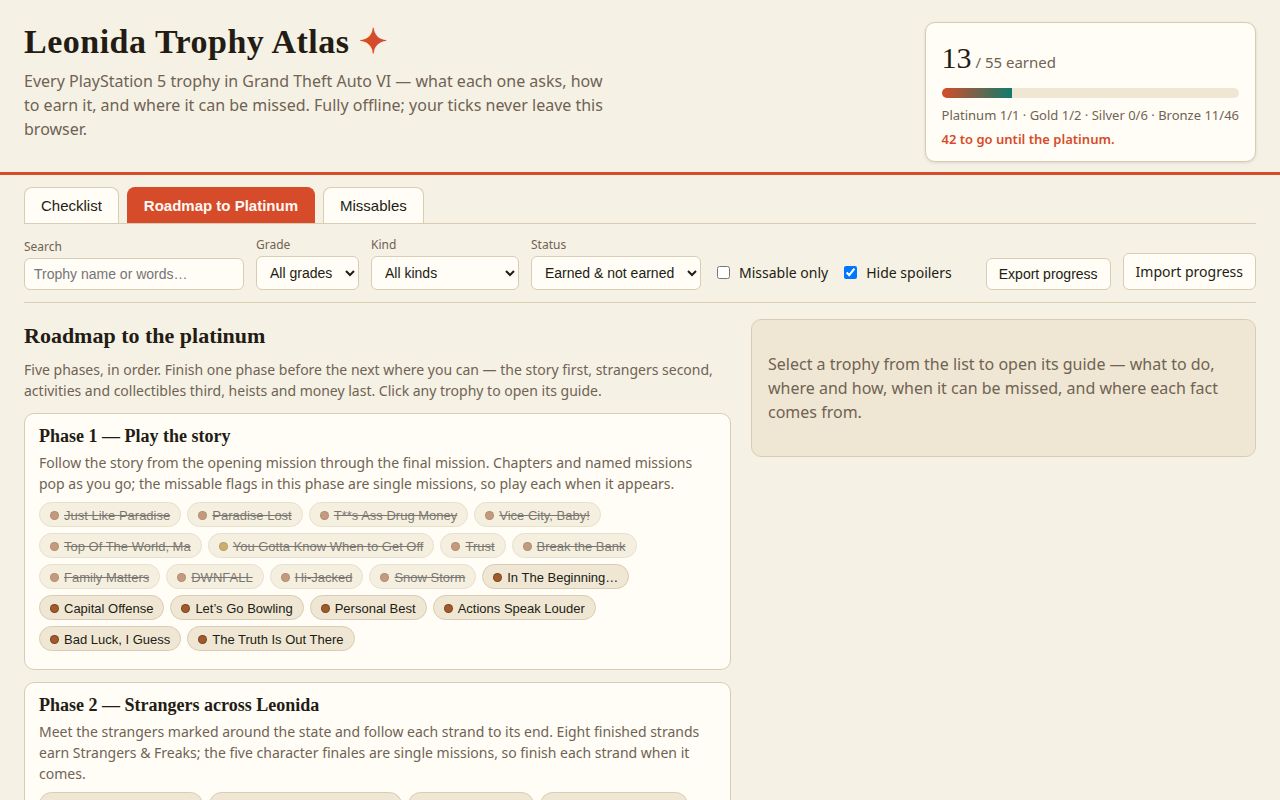 Leonida Trophy Atlas ✦
Every PlayStation 5 trophy in Grand Theft Auto VI — what each one asks, how
to earn it, and where it can be missed. Fully offline; your ticks never leave this
browser.
13 / 55 earned
Platinum 1/1 · Gold 1/2 · Silver 0/6 · Bronze 11/46
42 to go until the platinum.
Checklist
Roadmap to Platinum
Missables
Search
Grade
Kind
Status
Trophy name or words…
All grades
All kinds
Earned & not earned
Missable only
Hide spoilers
Export progress
Import progress
Roadmap to the platinum
Five phases, in order. Finish one phase before the next where you can — the story first, strangers second,
activities and collectibles third, heists and money last. Click any trophy to open its guide.
Select a trophy from the list to open its guide — what to do,
where and how, when it can be missed, and where each fact
comes from.
Phase 1 — Play the story
Follow the story from the opening mission through the final mission. Chapters and named missions
pop as you go; the missable flags in this phase are single missions, so play each when it appears.
Just Like Paradise
Paradise Lost
T**s Ass Drug Money
Vice City, Baby!
Top Of The World, Ma
You Gotta Know When to Get Off
Trust
Break the Bank
Family Matters
DWNFALL
Hi-Jacked
Snow Storm
In The Beginning…
Capital Offense
Let’s Go Bowling
Personal Best
Actions Speak Louder
Bad Luck, I Guess
The Truth Is Out There
Phase 2 — Strangers across Leonida
Meet the strangers marked around the state and follow each strand to its end. Eight finished strands
earn Strangers & Freaks; the five character finales are single missions, so finish each strand when it
comes.